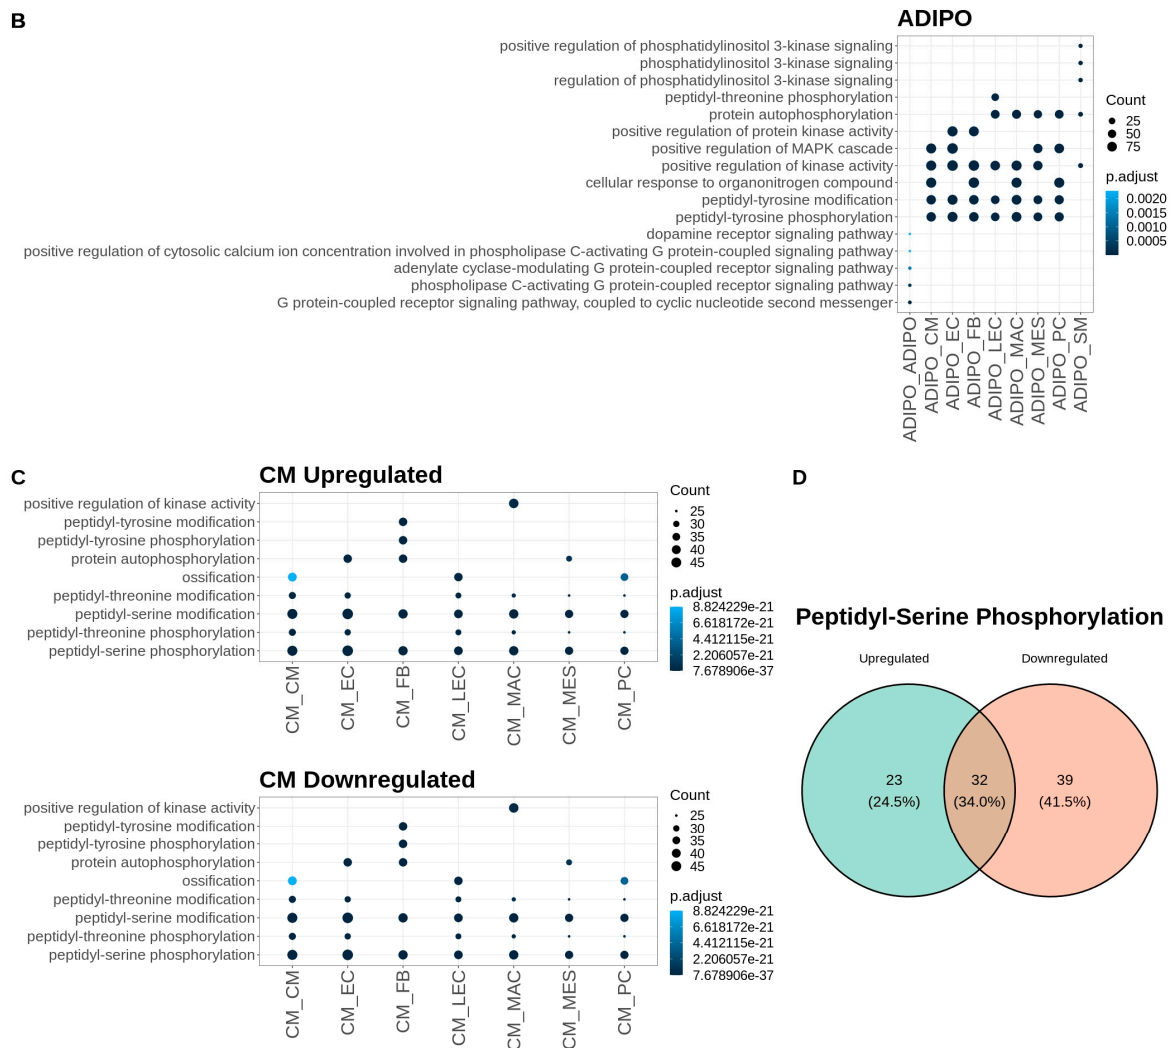 B
ADIPO
positive regulation of phosphatidylinositol 3-kinase signaling
phosphatidylinositol 3-kinase signaling
regulation of phosphatidylinositol 3-kinase signaling
peptidyl-threonine phosphorylation
protein autophosphorylation
positive regulation of protein kinase activity
positive regulation of MAPK cascade
positive regulation of kinase activity
cellular response to organonitrogen compound
peptidyl-tyrosine modification
peptidyl-tyrosine phosphorylation
dopamine receptor signaling pathway
positive regulation of cytosolic calcium ion concentration involved in phospholipase C-activating G protein-coupled signaling pathway
adenylate cyclase-modulating G protein-coupled receptor signaling pathway
phospholipase C-activating G protein-coupled receptor signaling pathway
G protein-coupled receptor signaling pathway, coupled to cyclic nucleotide second messenger
ADIPO_ADIPO
ADIPO_CM
ADIPO_EC
ADIPO_FB
ADIPO_LEC
ADIPO_MAC
ADIPO_MES
ADIPO_PC
ADIPO_SM
Count
25
50
75
p.adjust
0.0020
0.0015
0.0010
0.0005
C
CM Upregulated
positive regulation of kinase activity
peptidyl-tyrosine modification
peptidyl-tyrosine phosphorylation
protein autophosphorylation
ossification
peptidyl-threonine modification
peptidyl-serine modification
peptidyl-threonine phosphorylation
peptidyl-serine phosphorylation
CM_CM
CM_EC
CM_FB
CM_LEC
CM_MAC
CM_MES
CM_PC
Count
25
30
35
40
45
p.adjust
8.824229e-21
6.618172e-21
4.412115e-21
2.206057e-21
7.678906e-37
CM Downregulated
positive regulation of kinase activity
peptidyl-tyrosine modification
peptidyl-tyrosine phosphorylation
protein autophosphorylation
ossification
peptidyl-threonine modification
peptidyl-serine modification
peptidyl-threonine phosphorylation
peptidyl-serine phosphorylation
CM_CM
CM_EC
CM_FB
CM_LEC
CM_MAC
CM_MES
CM_PC
Count
25
30
35
40
45
p.adjust
8.824229e-21
6.618172e-21
4.412115e-21
2.206057e-21
7.678906e-37
D
Peptidyl-Serine Phosphorylation
Upregulated
Downregulated
23
(24.5%)
32
(34.0%)
39
(41.5%)